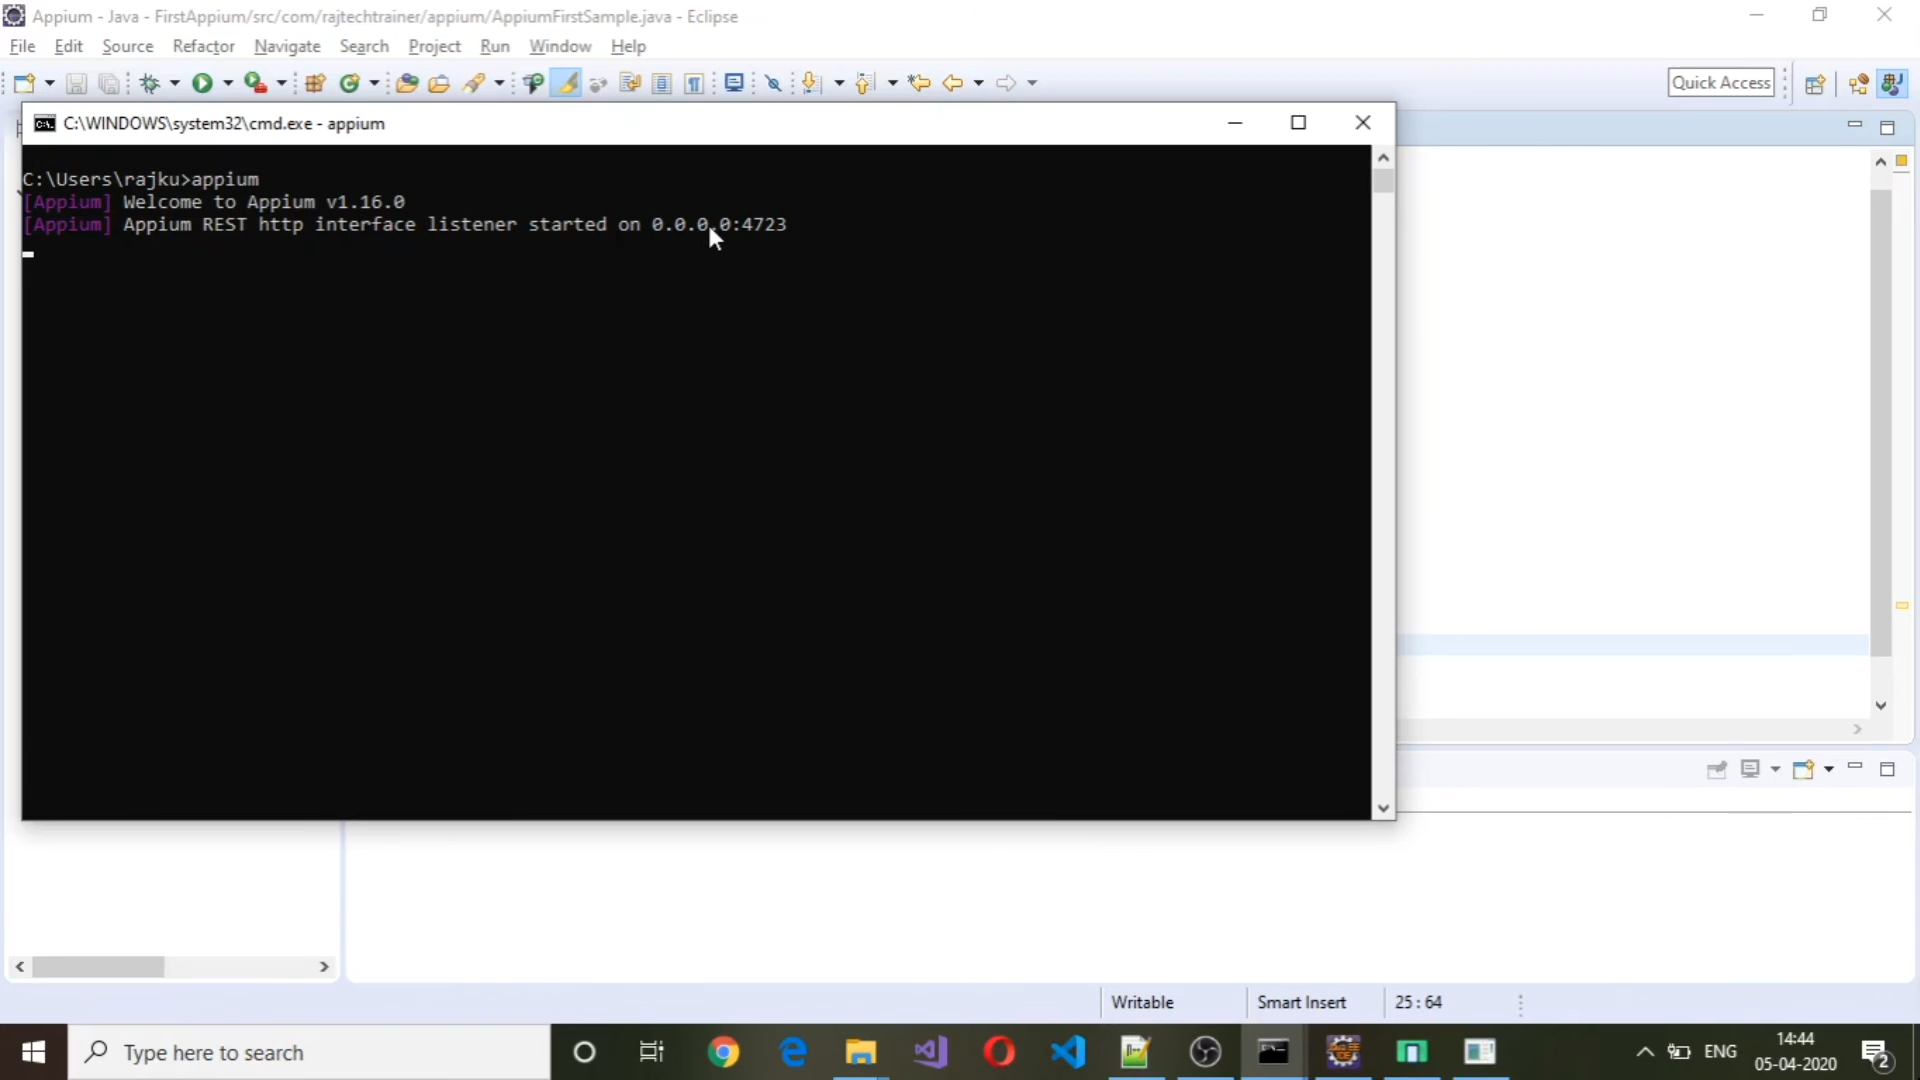 Appium - Java - FirstAppium/src/com/rajtechtrainer/appium/AppiumFirstSample.java - Eclipse
File Edit Source Refactor Navigate Search Project Run Window Help
Quick Access
C:\WINDOWS\system32\cmd.exe - appium
C:\Users\rajku>appium
[Appium] Welcome to Appium v1.16.0
[Appium] Appium REST http interface listener started on 0.0.0.0:4723
Writable Smart Insert 25 : 64
Type here to search
ENG
14:44
05-04-2020
2